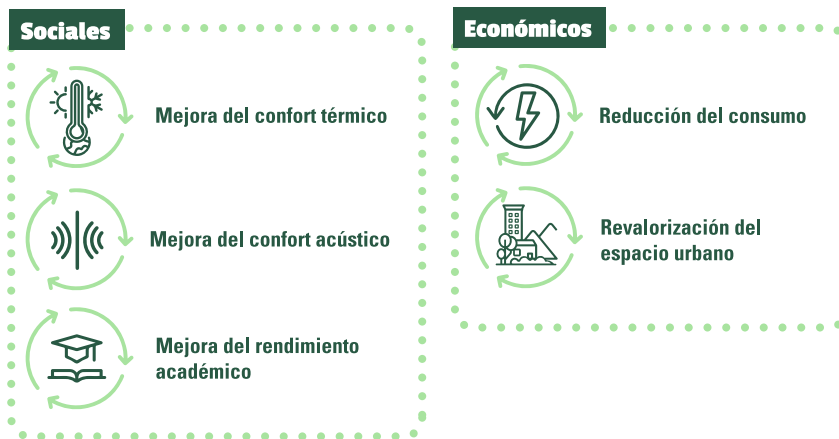 Sociales
Mejora del confort térmico
Mejora del confort acústico
Mejora del rendimiento
académico
Económicos
Reducción del consumo
Revalorización del
espacio urbano